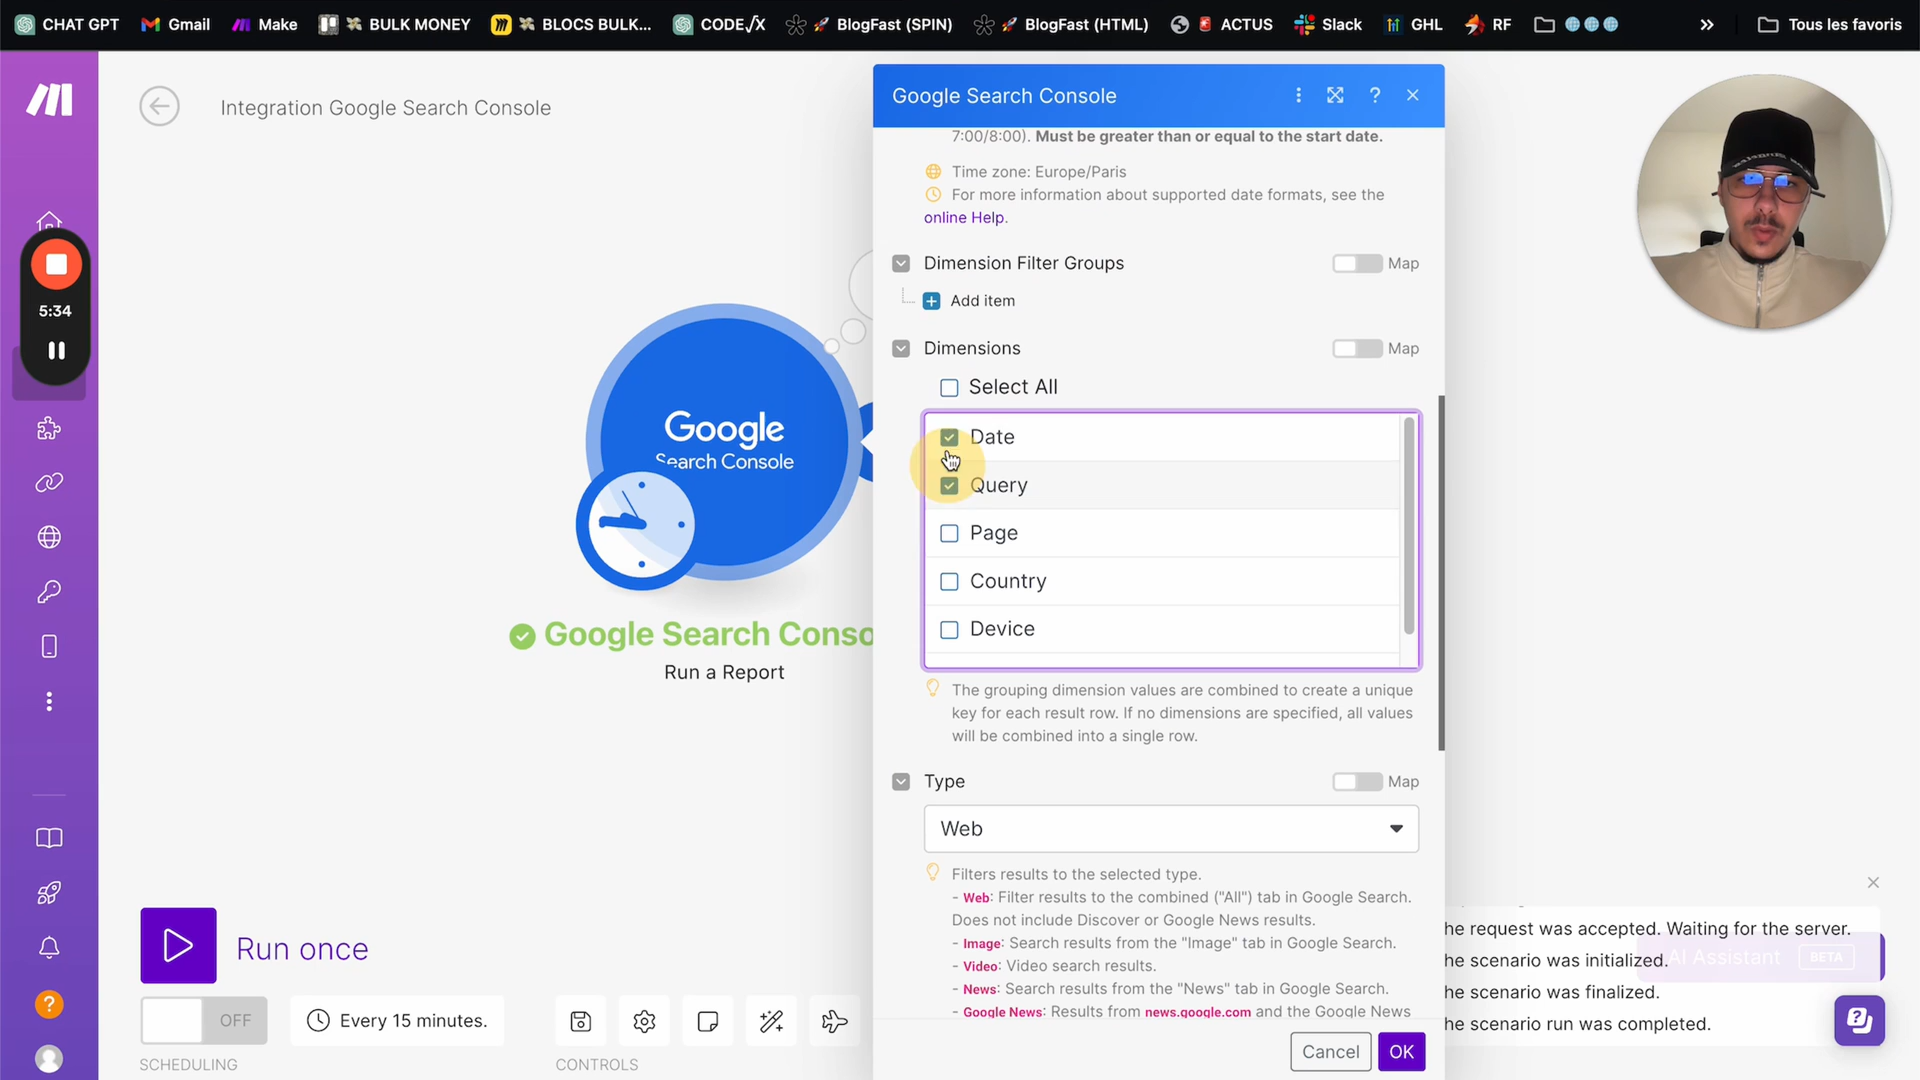 CHAT GPT
Gmail
Make
BULK MONEY
BLOCS BULK...
CODE√X
BlogFast (SPIN)
BlogFast (HTML)
ACTUS
Slack
GHL
RF
Tous les favoris
Integration Google Search Console
5:34
Google
Search Console
Google Search Conso
Run a Report
Google Search Console
7:00/8:00). Must be greater than or equal to the start date.
Time zone: Europe/Paris
For more information about supported date formats, see the
online Help.
Dimension Filter Groups
Map
Add item
Dimensions
Map
Select All
Date
Query
Page
Country
Device
The grouping dimension values are combined to create a unique
key for each result row. If no dimensions are specified, all values
will be combined into a single row.
Type
Map
Web
Filters results to the selected type.
- Web: Filter results to the combined ("All") tab in Google Search.
Does not include Discover or Google News results.
- Image: Search results from the "Image" tab in Google Search.
- Video: Video search results.
- News: Search results from the "News" tab in Google Search.
- Google News: Results from news.google.com and the Google News
Cancel
OK
Run once
OFF
Every 15 minutes.
SCHEDULING
CONTROLS
he request was accepted. Waiting for the server.
he scenario was initialized.
AI Assistant
BETA
he scenario was finalized.
he scenario run was completed.